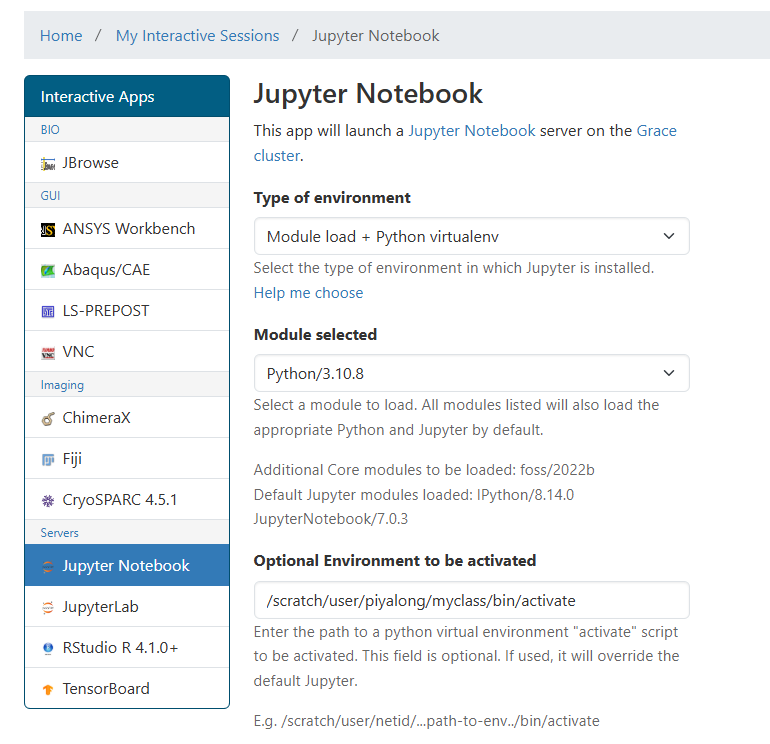 Home / My Interactive Sessions / Jupyter Notebook
Interactive Apps
BIO
JBrowse
GUI
ANSYS Workbench
Abaqus/CAE
LS-PREPOST
VNC
Imaging
ChimeraX
Fiji
CryoSPARC 4.5.1
Servers
Jupyter Notebook
JupyterLab
RStudio R 4.1.0+
TensorBoard
Jupyter Notebook
This app will launch a Jupyter Notebook server on the Grace
cluster.
Type of environment
Module load + Python virtualenv
Select the type of environment in which Jupyter is installed.
Help me choose
Module selected
Python/3.10.8
Select a module to load. All modules listed will also load the
appropriate Python and Jupyter by default.
Additional Core modules to be loaded: foss/2022b
Default Jupyter modules loaded: IPython/8.14.0
JupyterNotebook/7.0.3
Optional Environment to be activated
/scratch/user/piyalong/myclass/bin/activate
Enter the path to a python virtual environment "activate" script
to be activated. This field is optional. If used, it will override the
default Jupyter.
E.g. /scratch/user/netid/...path-to-env../bin/activate